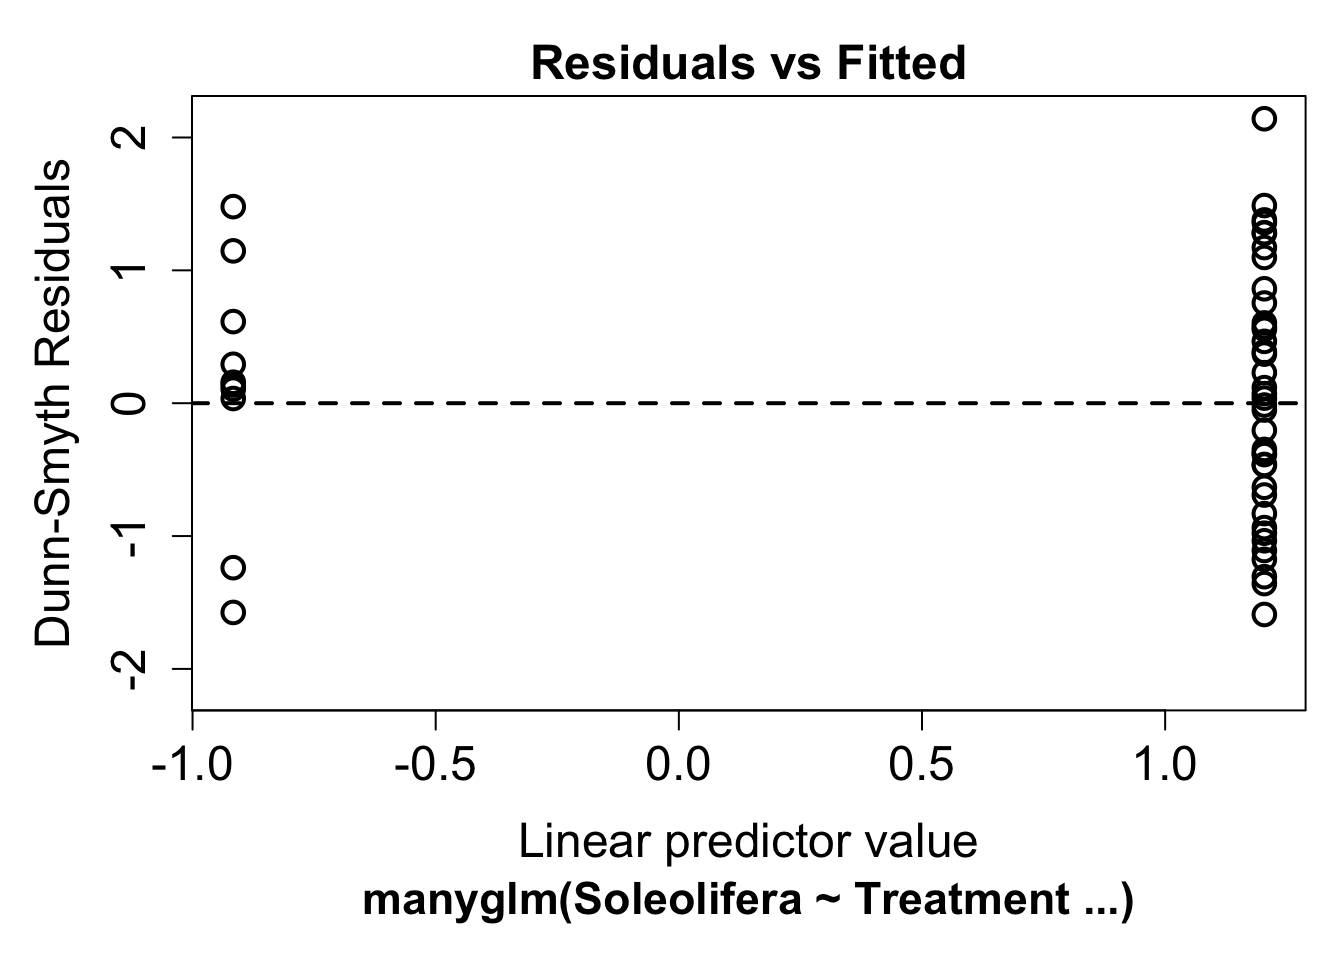 Residuals vs Fitted
Dunn-Smyth Residuals
2
1
0
-1
-2
-1.0 -0.5 0.0 0.5 1.0
Linear predictor value
manyglm(Soleolifera ~ Treatment ...)